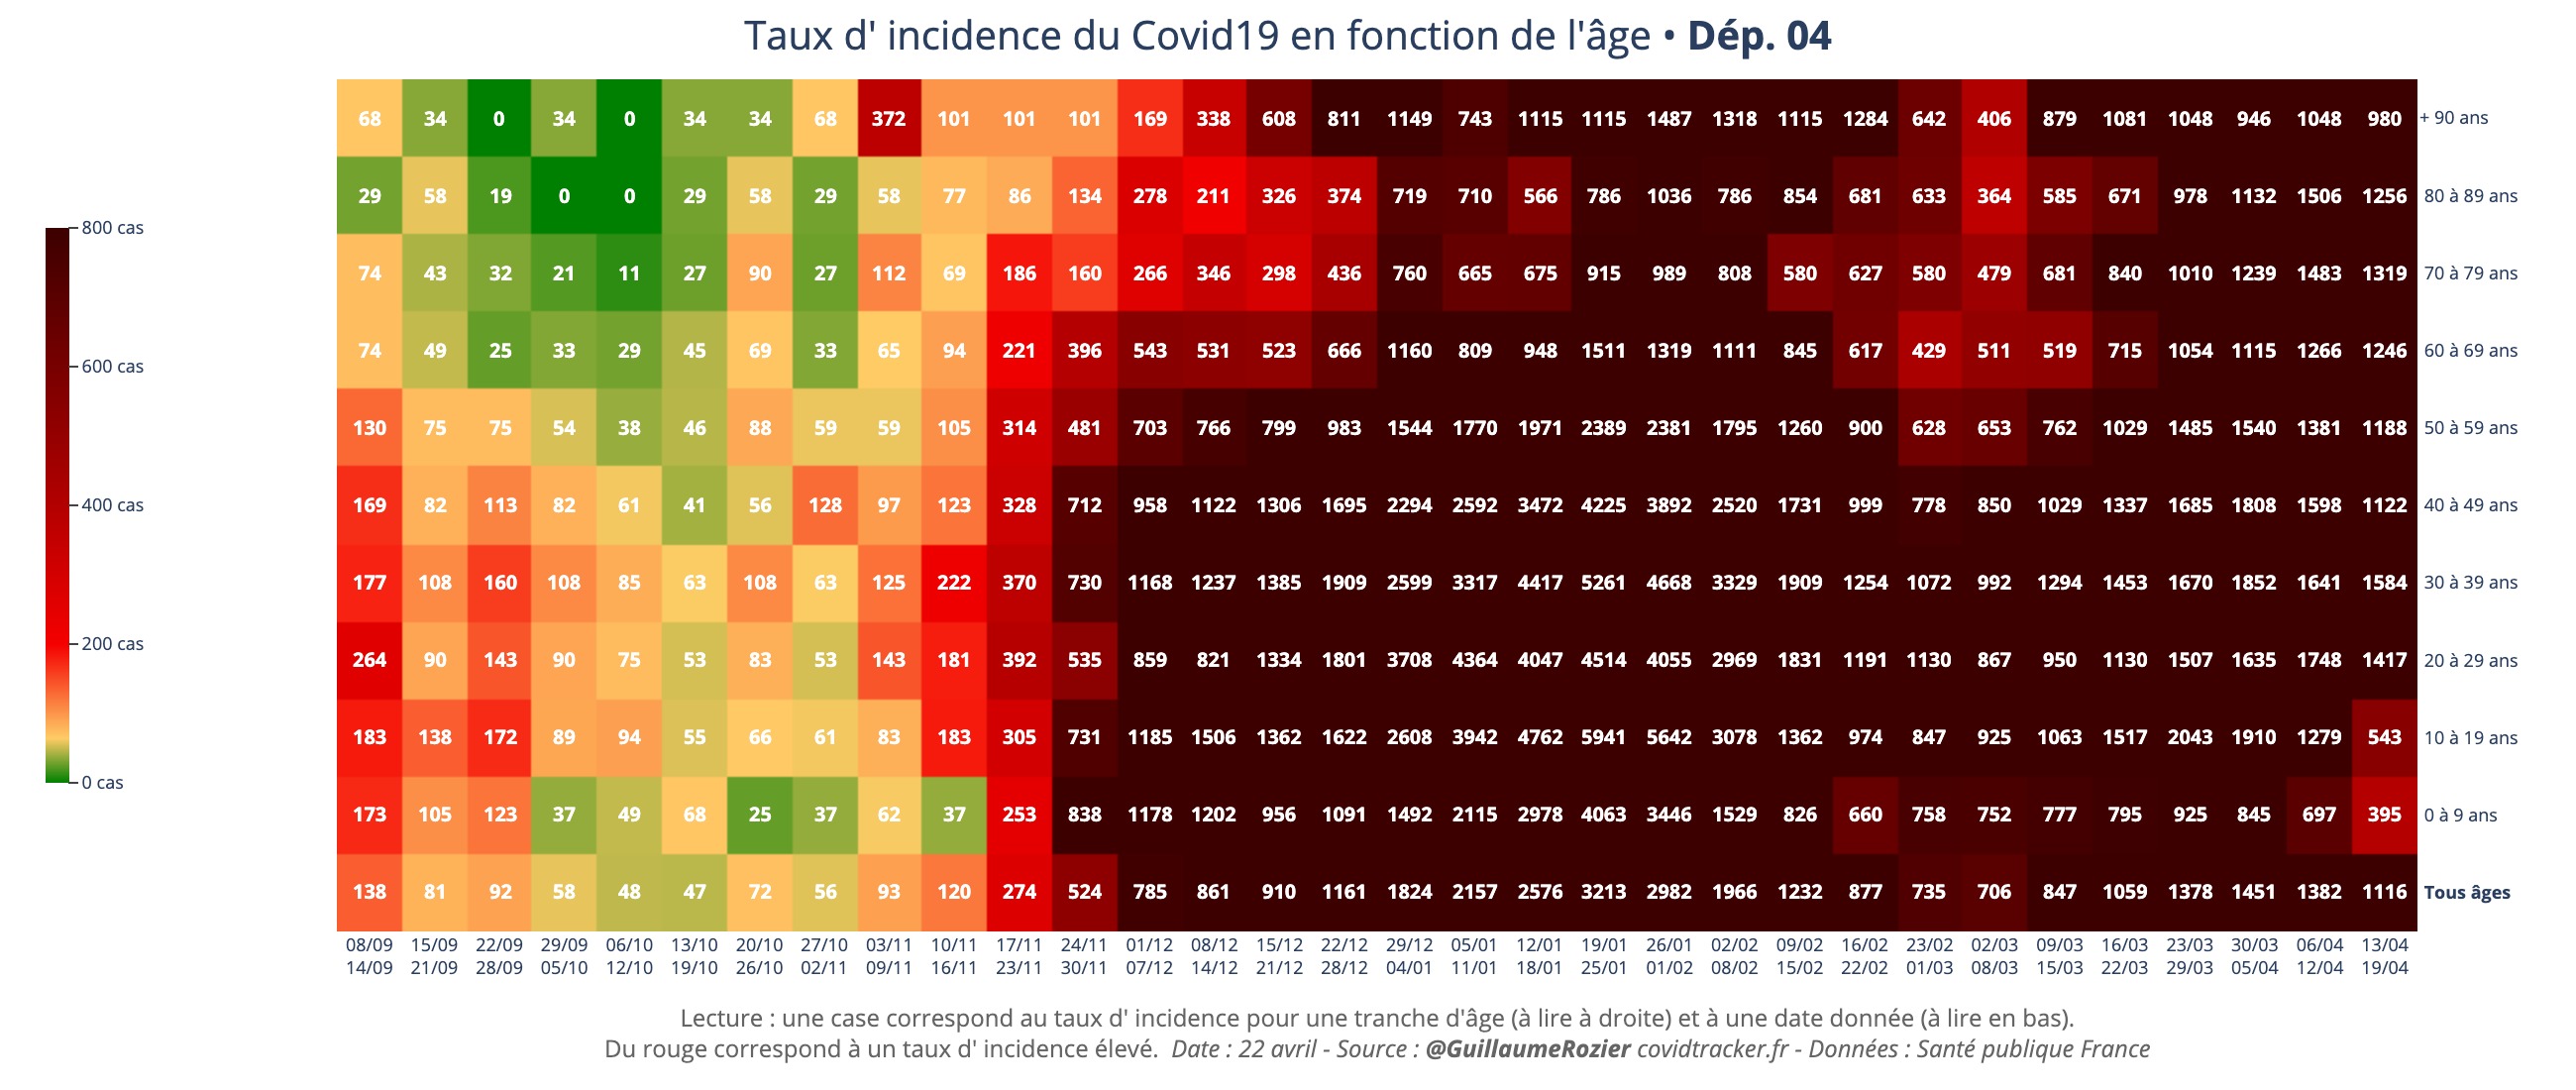 Taux d' incidence du Covid19 en fonction de l'âge • Dép. 04
68 34 0 34 0 34 34 68 372 101 101 101 169 338 608 811 1149 743 1115 1115 1487 1318 1115 1284 642 406 879 1081 1048 946 1048 980 + 90 ans
29 58 19 0 0 29 58 29 58 77 86 134 278 211 326 374 719 710 566 786 1036 786 854 681 633 364 585 671 978 1132 1506 1256 80 à 89 ans
800 cas
74 43 32 21 11 27 90 27 112 69 186 160 266 346 298 436 760 665 675 915 989 808 580 627 580 479 681 840 1010 1239 1483 1319 70 à 79 ans
74 49 25 33 29 45 69 33 65 94 221 396 543 531 523 666 1160 809 948 1511 1319 1111 845 617 429 511 519 715 1054 1115 1266 1246 60 à 69 ans
600 cas
130 75 75 54 38 46 88 59 59 105 314 481 703 766 799 983 1544 1770 1971 2389 2381 1795 1260 900 628 653 762 1029 1485 1540 1381 1188 50 à 59 ans
169 82 113 82 61 41 56 128 97 123 328 712 958 1122 1306 1695 2294 2592 3472 4225 3892 2520 1731 999 778 850 1029 1337 1685 1808 1598 1122 40 à 49 ans
400 cas
177 108 160 108 85 63 108 63 125 222 370 730 1168 1237 1385 1909 2599 3317 4417 5261 4668 3329 1909 1254 1072 992 1294 1453 1670 1852 1641 1584 30 à 39 ans
200 cas
264 90 143 90 75 53 83 53 143 181 392 535 859 821 1334 1801 3708 4364 4047 4514 4055 2969 1831 1191 1130 867 950 1130 1507 1635 1748 1417 20 à 29 ans
183 138 172 89 94 55 66 61 83 183 305 731 1185 1506 1362 1622 2608 3942 4762 5941 5642 3078 1362 974 847 925 1063 1517 2043 1910 1279 543 10 à 19 ans
0 cas
173 105 123 37 49 68 25 37 62 37 253 838 1178 1202 956 1091 1492 2115 2978 4063 3446 1529 826 660 758 752 777 795 925 845 697 395 0 à 9 ans
138 81 92 58 48 47 72 56 93 120 274 524 785 861 910 1161 1824 2157 2576 3213 2982 1966 1232 877 735 706 847 1059 1378 1451 1382 1116 Tous âges
08/09 15/09 22/09 29/09 06/10 13/10 20/10 27/10 03/11 10/11 17/11 24/11 01/12 08/12 15/12 22/12 29/12 05/01 12/01 19/01 26/01 02/02 09/02 16/02 23/02 02/03 09/03 16/03 23/03 30/03 06/04 13/04
14/09 21/09 28/09 05/10 12/10 19/10 26/10 02/11 09/11 16/11 23/11 30/11 07/12 14/12 21/12 28/12 04/01 11/01 18/01 25/01 01/02 08/02 15/02 22/02 01/03 08/03 15/03 22/03 29/03 05/04 12/04 19/04
Lecture : une case correspond au taux d' incidence pour une tranche d'âge (à lire à droite) et à une date donnée (à lire en bas).
Du rouge correspond à un taux d' incidence élevé. Date : 22 avril - Source : @GuillaumeRozier covidtracker.fr - Données : Santé publique France